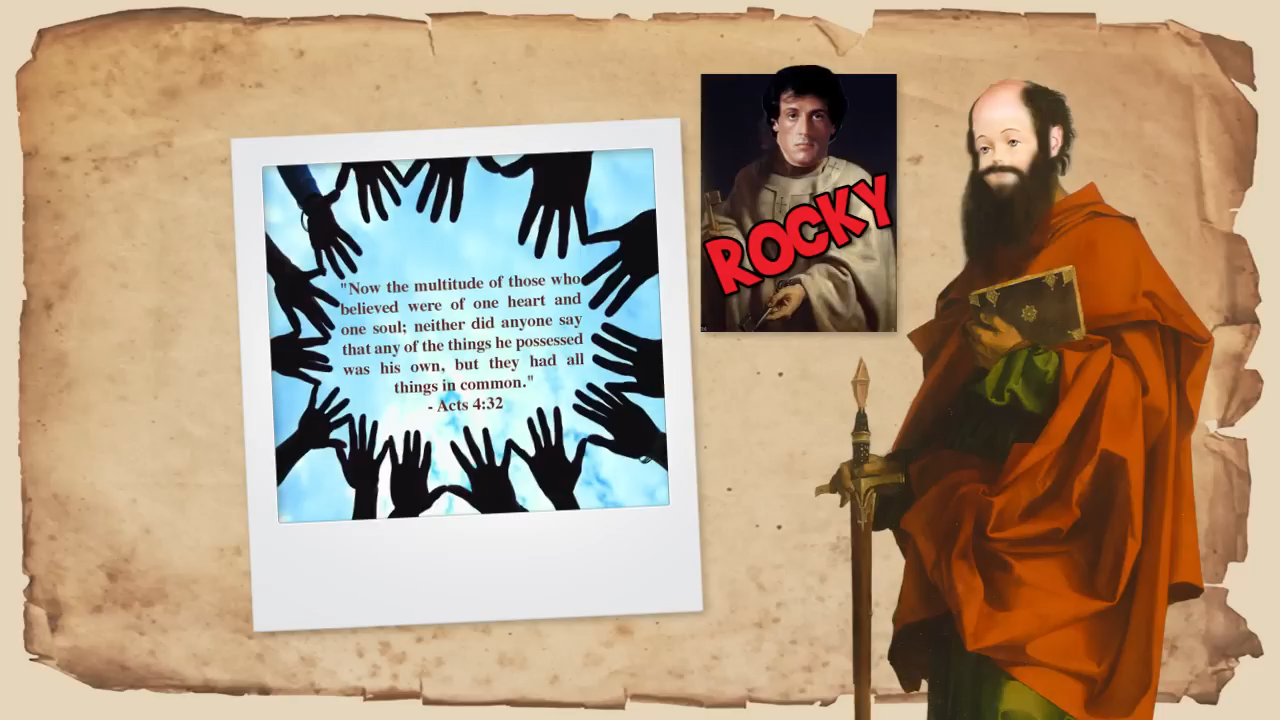 "Now the multitude of those who
believed were of one heart and
one soul; neither did anyone say
that any of the things he possessed
was his own, but they had all
things in common."
- Acts 4:32
ROCKY